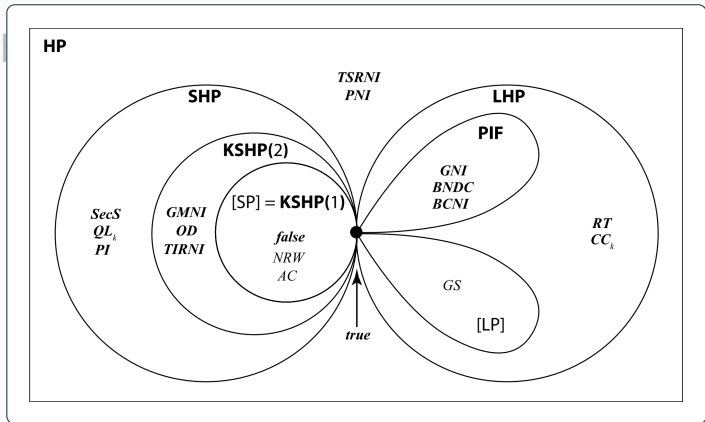 HP
TSRNI
PNI
SHP
LHP
KSHP(2)
PIF
[SP] = KSHP(1)
GNI
BNDC
BCNI
SecS
QLₖ
PI
GMNI
OD
TIRNI
false
NRW
AC
RT
CCₖ
GS
[LP]
true